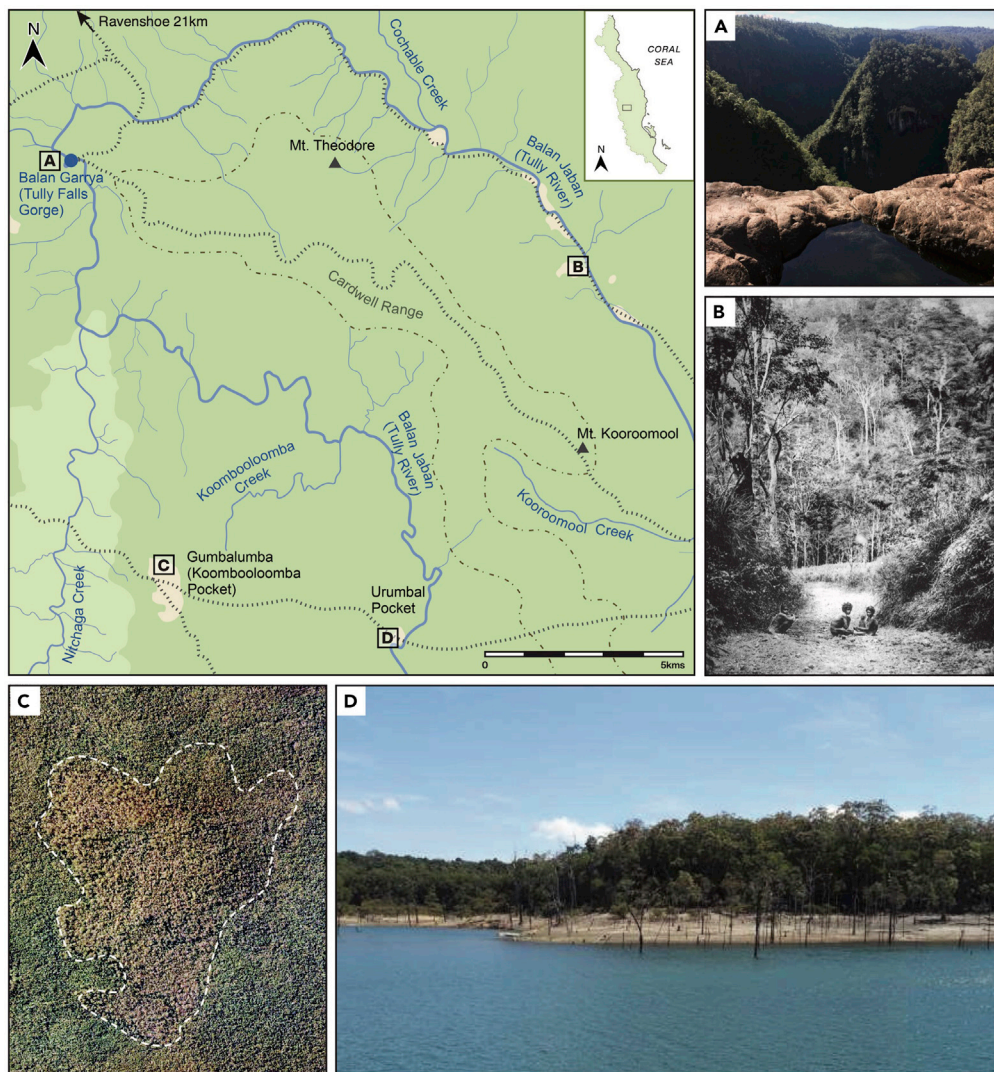 N
Ravenshoe 21km
Cochable Creek
CORAL
SEA
N
A
Balan Garrya
(Tully Falls
Gorge)
Mt. Theodore
Balan Jaban
(Tully River)
B
Cardwell Range
Mt. Kooroomool
Balan Jaban
(Tully River)
Koombooloomba
Creek
Kooroomool Creek
Nitchaga Creek
C
Gumbalumba
(Koombooloomba
Pocket)
Urumbal
Pocket
D
0
5kms
A
B
C
D